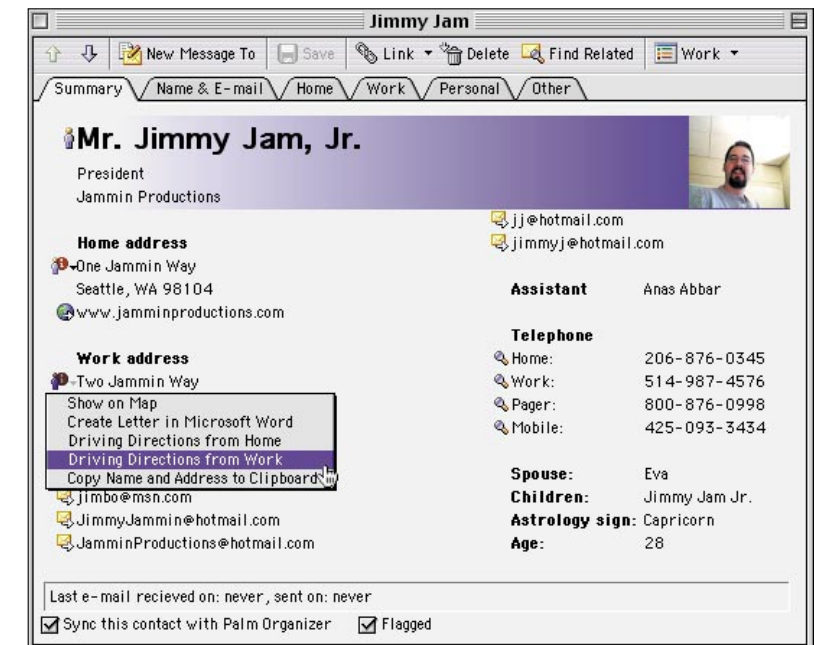 Jimmy Jam
New Message To Save Link Delete Find Related Work
Summary Name & E-mail Home Work Personal Other
Mr. Jimmy Jam, Jr.
President
Jammin Productions
Home address
One Jammin Way
Seattle, WA 98104
www.jamminproductions.com
Work address
Two Jammin Way
Show on Map
Create Letter in Microsoft Word
Driving Directions from Home
Driving Directions from Work
Copy Name and Address to Clipboard
jimbo@msn.com
JimmyJammin@hotmail.com
JamminProductions@hotmail.com
jj@hotmail.com
jimmyj@hotmail.com
Assistant Anas Abbar
Telephone
Home: 206-876-0345
Work: 514-987-4576
Pager: 800-876-0998
Mobile: 425-093-3434
Spouse: Eva
Children: Jimmy Jam Jr.
Astrology sign: Capricorn
Age: 28
Last e-mail recieved on: never, sent on: never
Sync this contact with Palm Organizer Flagged